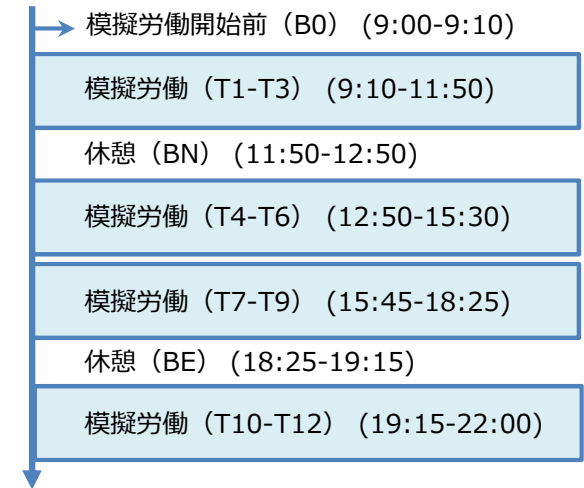 模擬労働開始前（B0） (9:00-9:10)
模擬労働（T1-T3） (9:10-11:50)
休憩（BN） (11:50-12:50)
模擬労働（T4-T6） (12:50-15:30)
模擬労働（T7-T9） (15:45-18:25)
休憩（BE） (18:25-19:15)
模擬労働（T10-T12） (19:15-22:00)